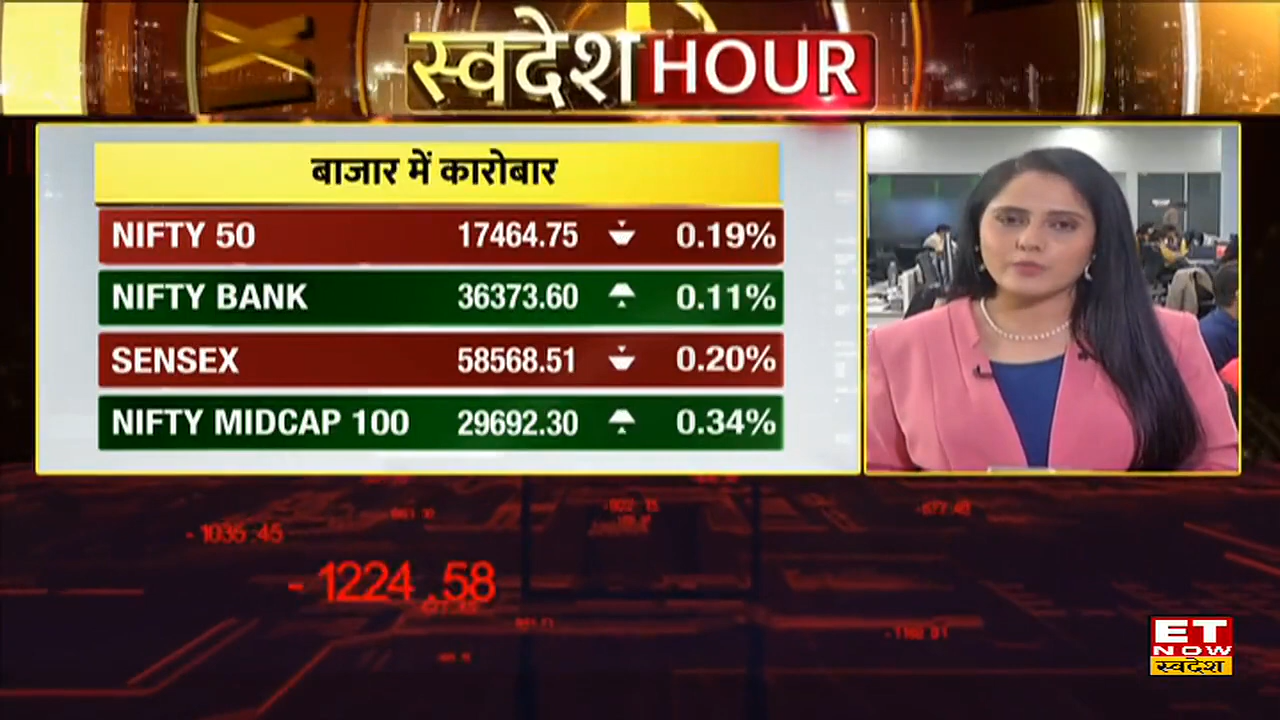 स्वदेश HOUR
बाजार में कारोबार
NIFTY 50 17464.75 0.19%
NIFTY BANK 36373.60 0.11%
SENSEX 58568.51 0.20%
NIFTY MIDCAP 100 29692.30 0.34%
- 1035.45
- 1224.58
ET
NOW
स्वदेश